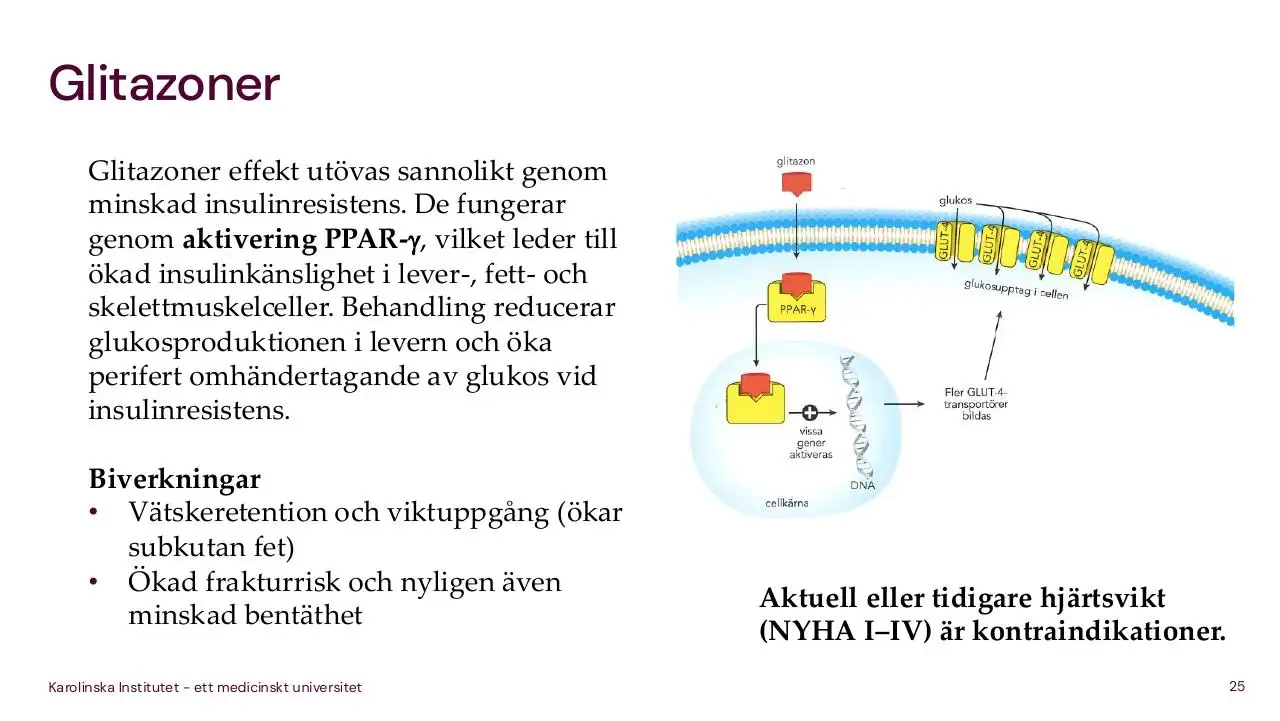 Glitazoner
Glitazoner effekt utövas sannolikt genom
minskad insulinresistens. De fungerar
genom aktivering PPAR-γ, vilket leder till
ökad insulinkänslighet i lever-, fett- och
skelettmuskelceller. Behandling reducerar
glukosproduktionen i levern och öka
perifert omhändertagande av glukos vid
insulinresistens.
Biverkningar
• Vätskeretention och viktuppgång (ökar
subkutan fet)
• Ökad frakturrisk och nyligen även
minskad bentäthet
glitazon
glukos
GLUT-4
GLUT-4
GLUT-4
GLUT-4
glukosupptag i cellen
PPAR-γ
Fler GLUT-4-
transportörer
bildas
vissa
gener
aktiveras
DNA
cellkärna
Aktuell eller tidigare hjärtsvikt
(NYHA I–IV) är kontraindikationer.
Karolinska Institutet - ett medicinskt universitet
25